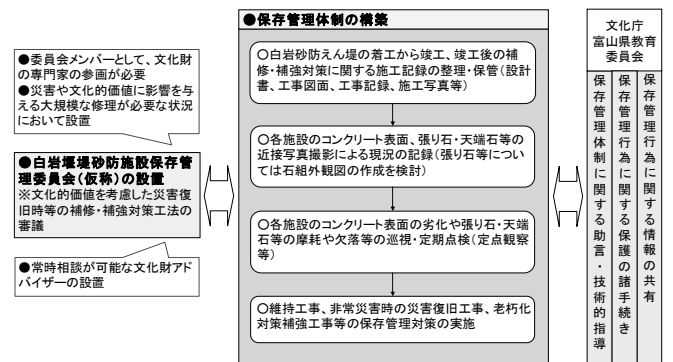 ●委員会メンバーとして、文化財
の専門家の参画が必要
●災害や文化的価値に影響を与
える大規模な修理が必要な状況
において設置
●白岩堰堤砂防施設保存管
理委員会(仮称)の設置
※文化的価値を考慮した災害復
旧時等の補修・補強対策工法の
審議
●常時相談が可能な文化財アド
バイザーの設置
●保存管理体制の構築
○白岩砂防えん堤の着工から竣工、竣工後の補
修・補強対策に関する施工記録の整理・保管(設計
書、工事図面、工事記録、施工写真等)
○各施設のコンクリート表面、張り石・天端石等の
近接写真撮影による現況の記録(張り石等につい
ては石組外観図の作成を検討)
○各施設のコンクリート表面の劣化や張り石・天端
石等の摩耗や欠落等の巡視・定期点検(定点観察
等)
○維持工事、非常災害時の災害復旧工事、老朽化
対策補強工事等の保存管理対策の実施
文化庁
富山県教育
委員会
保存管理行為に関する情報の共有
保存管理行為に関する保護の諸手続き
保存管理体制に関する助言・技術的指導